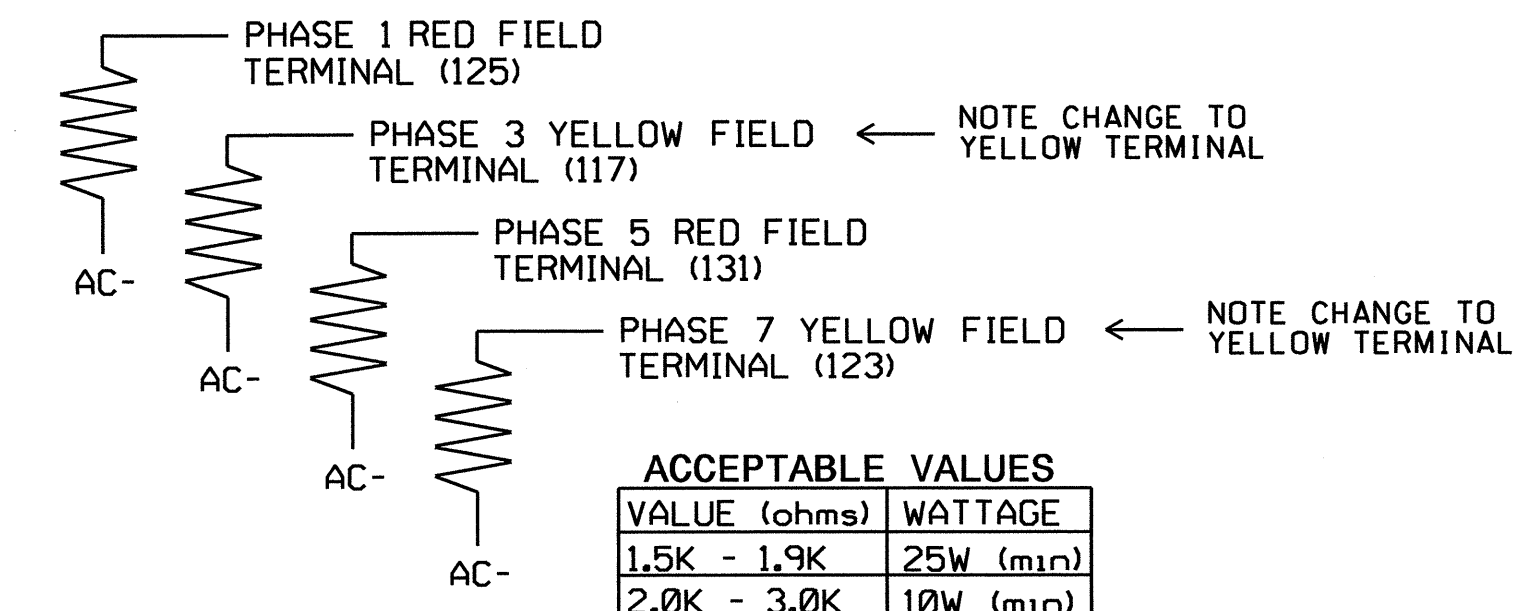 PHASE 1 RED FIELD
TERMINAL (125)
PHASE 3 YELLOW FIELD
TERMINAL (117)
NOTE CHANGE TO
YELLOW TERMINAL
PHASE 5 RED FIELD
TERMINAL (131)
AC-
PHASE 7 YELLOW FIELD
TERMINAL (123)
NOTE CHANGE TO
YELLOW TERMINAL
AC-
AC-
AC-
ACCEPTABLE VALUES
VALUE (ohms) WATTAGE
1.5K - 1.9K 25W (min)
2.0K - 3.0K 10W (min)